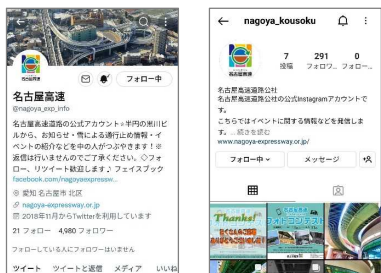 フォロー中
名古屋高速
@nagoya_exp_info
名古屋高速道路の公式アカウント♦半円の黒川ビ
ルから、お知らせ・雪による通行止め情報・イ
ベントの紹介などを中の人がつぶやきます！※
返信は行いませんのでご了承ください。◇フォ
ロー、リツイート歓迎します♪ フェイスブック
facebook.com/nagoyaexpressw...
愛知 名古屋市 北区
nagoya-expressway.or.jp
2018年11月からTwitterを利用しています
21 フォロー 4,980 フォロワー
フォローしている人にフォロワーはいません
ツイート ツイートと返信 メディア いいね
nagoya_kousoku
7 291 0
投稿 フォロワ... フォロー...
名古屋高速道路公社
名古屋高速道路公社の公式Instagramアカウントで
す。
こちらではイベントに関する情報などを発信しま
す。... 続きを読む
www.nagoya-expressway.or.jp/
フォロー中 メッセージ
Thanks!
フォトコンテスト